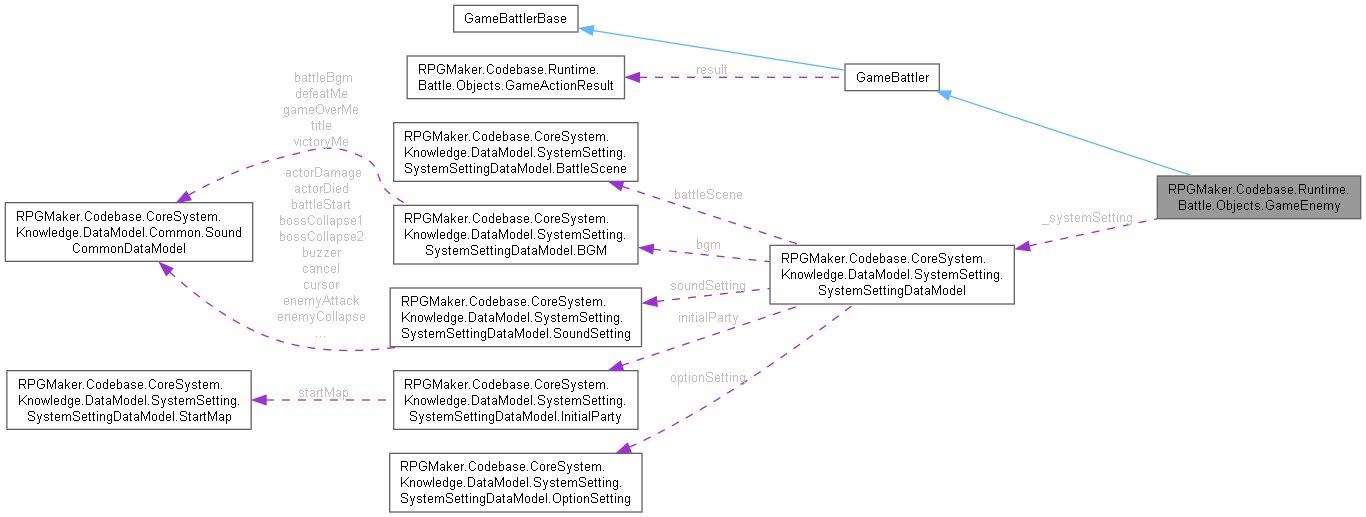 GameBattlerBase
RPGMaker.Codebase.Runtime.
Battle.Objects.GameActionResult
_result
GameBattler
battleBgm
defeatMe
gameOverMe
title
victoryMe
RPGMaker.Codebase.CoreSystem.
Knowledge.DataModel.SystemSetting.
SystemSettingDataModel.BattleScene
actorDamage
actorDied
battleStart
bossCollapse1
bossCollapse2
buzzer
cancel
cursor
enemyAttack
enemyCollapse
...
battleScene
RPGMaker.Codebase.Runtime.
Battle.Objects.GameEnemy
_systemSetting
RPGMaker.Codebase.CoreSystem.
Knowledge.DataModel.Common.Sound
CommonDataModel
RPGMaker.Codebase.CoreSystem.
Knowledge.DataModel.SystemSetting.
SystemSettingDataModel.BGM
bgm
RPGMaker.Codebase.CoreSystem.
Knowledge.DataModel.SystemSetting.
SystemSettingDataModel
soundSetting
RPGMaker.Codebase.CoreSystem.
Knowledge.DataModel.SystemSetting.
SystemSettingDataModel.SoundSetting
initialParty
RPGMaker.Codebase.CoreSystem.
Knowledge.DataModel.SystemSetting.
SystemSettingDataModel.StartMap
startMap
RPGMaker.Codebase.CoreSystem.
Knowledge.DataModel.SystemSetting.
SystemSettingDataModel.InitialParty
optionSetting
RPGMaker.Codebase.CoreSystem.
Knowledge.DataModel.SystemSetting.
SystemSettingDataModel.OptionSetting